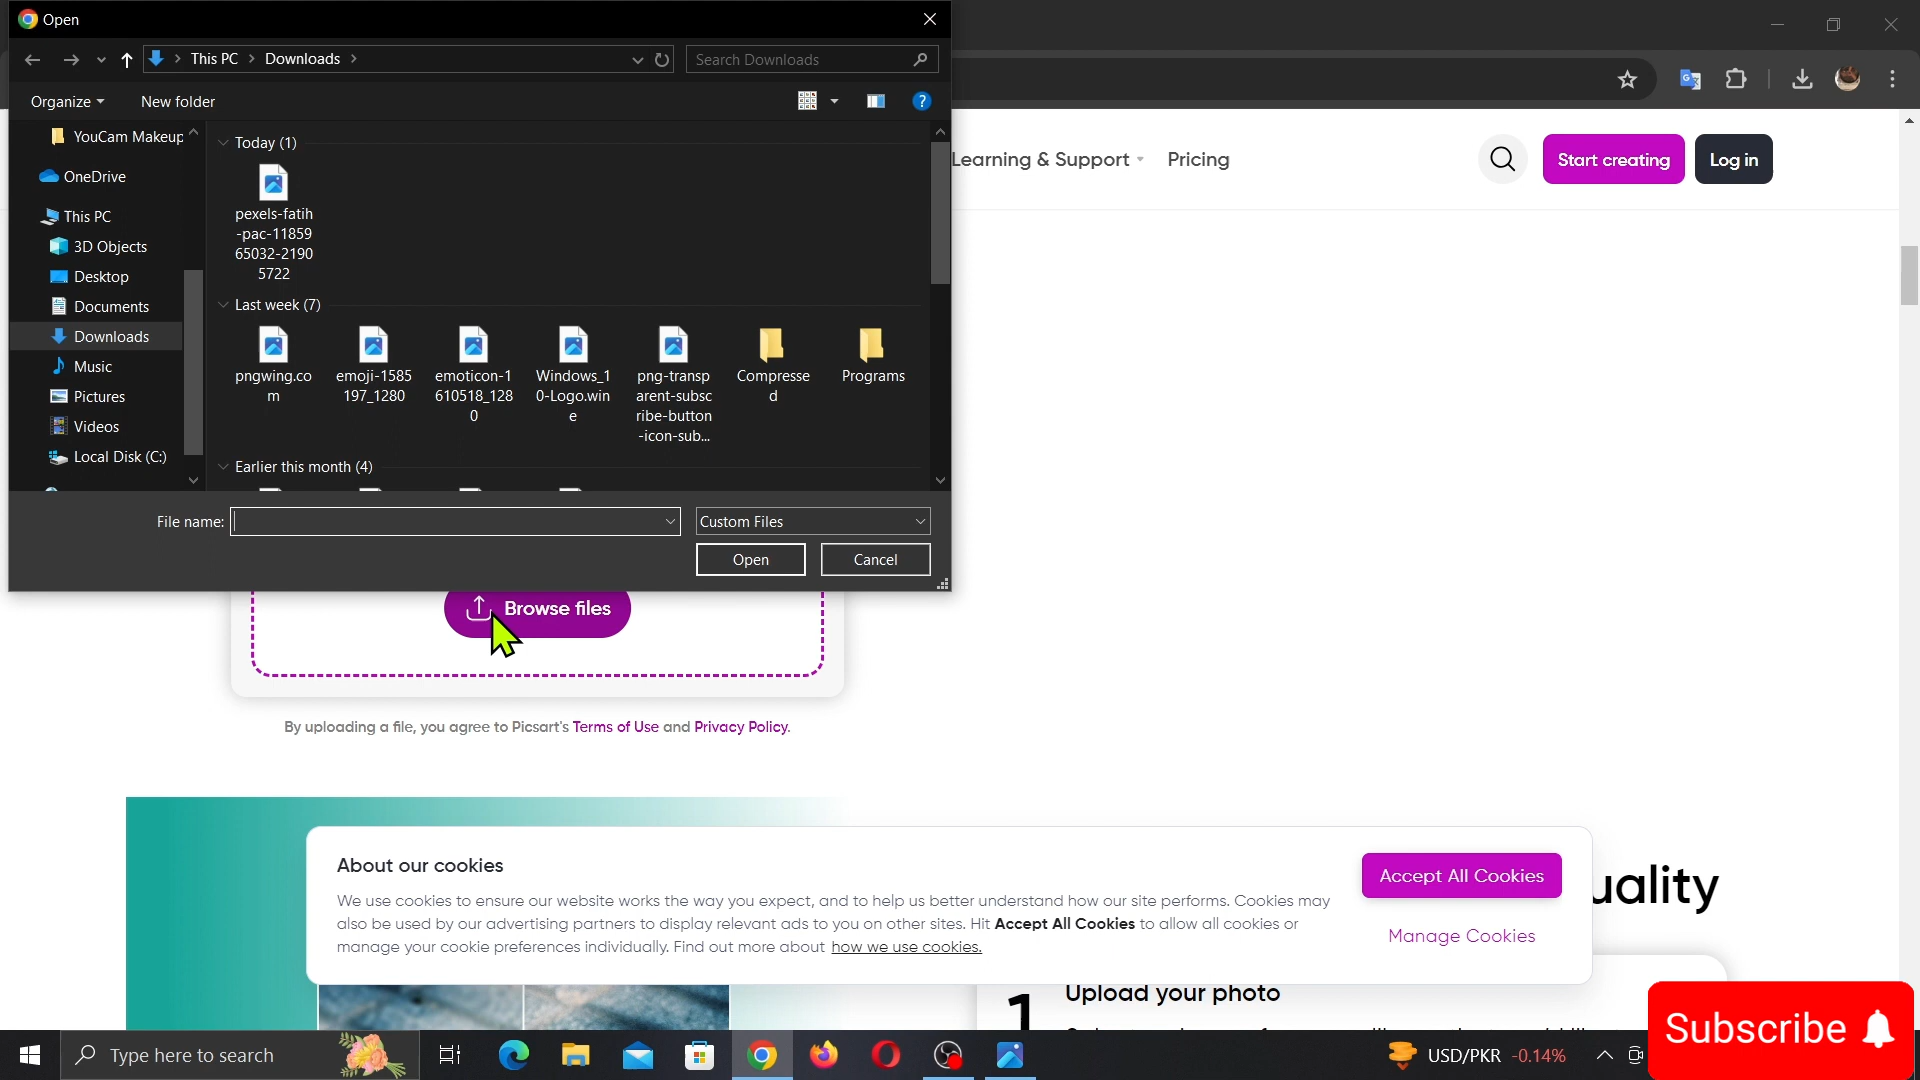 Open
This PC
Downloads
Search Downloads
Organize
New folder
YouCam Makeup
OneDrive
This PC
3D Objects
Desktop
Documents
Downloads
Music
Pictures
Videos
Local Disk (C:)
Today (1)
pexels-fatih
-pac-11859
65032-2190
5722
Last week (7)
pngwing.co
m
emoji-1585
197_1280
emoticon-1
610518_128
0
Windows_1
0-Logo.win
e
png-transp
arent-subsc
ribe-button
-icon-sub...
Compresse
d
Programs
Earlier this month (4)
File name:
Custom Files
Open
Cancel
Learning & Support
Pricing
Start creating
Log in
Browse files
By uploading a file, you agree to Picsart's Terms of Use and Privacy Policy.
About our cookies
We use cookies to ensure our website works the way you expect, and to help us better understand how our site performs. Cookies may
also be used by our advertising partners to display relevant ads to you on other sites. Hit Accept All Cookies to allow all cookies or
manage your cookie preferences individually. Find out more about how we use cookies.
Accept All Cookies
Manage Cookies
uality
1
Upload your photo
Subscribe
Type here to search
USD/PKR -0.14%